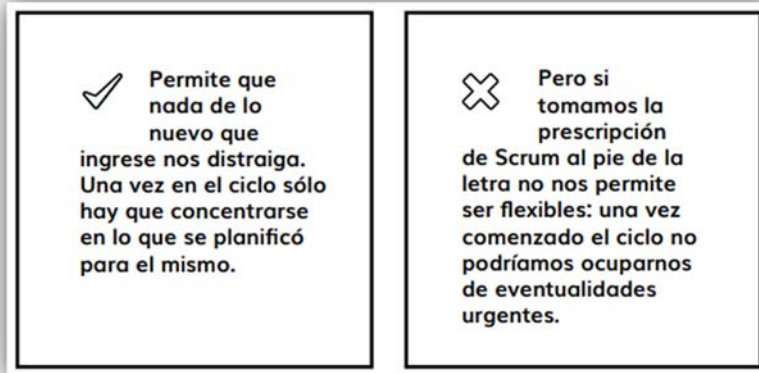 Permite que
nada de lo
nuevo que
ingrese nos distraiga.
Una vez en el ciclo sólo
hay que concentrarse
en lo que se planificó
para el mismo.
Pero si
tomamos la
prescripción
de Scrum al pie de la
letra no nos permite
ser flexibles: una vez
comenzado el ciclo no
podríamos ocuparnos
de eventualidades
urgentes.